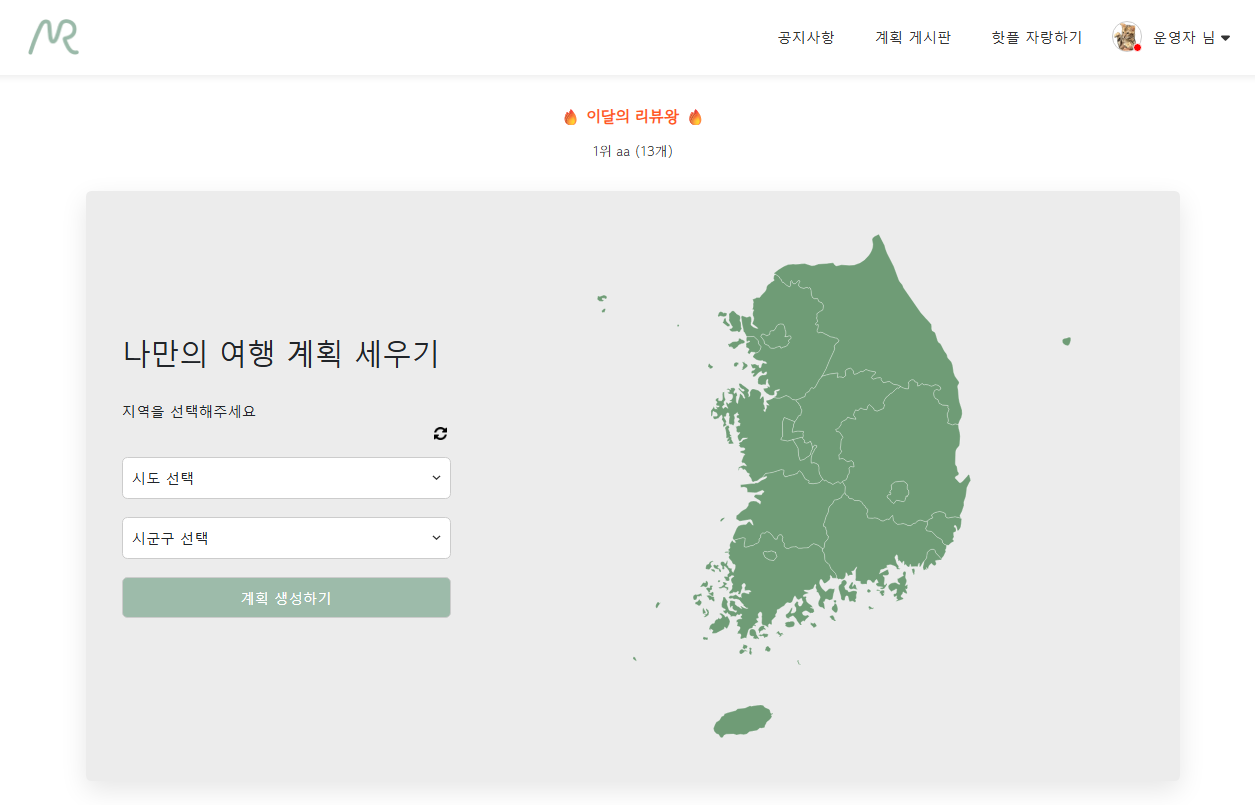 NR
공지사항 계획 게시판 핫플 자랑하기 운영자 님
🔥 이달의 리뷰왕 🔥
1위 aa (13개)
나만의 여행 계획 세우기
지역을 선택해주세요
시도 선택
시군구 선택
계획 생성하기